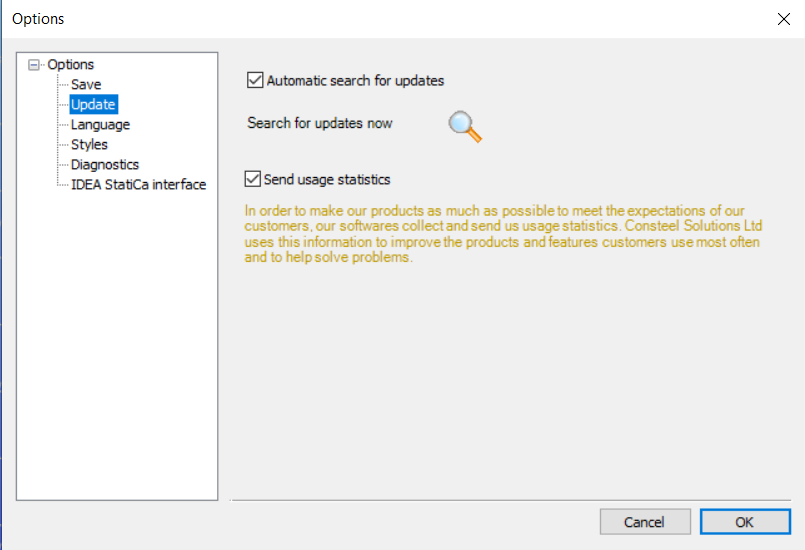 Options
Options
Save
Update
Language
Styles
Diagnostics
IDEA StatiCa interface
Automatic search for updates
Search for updates now
Send usage statistics
In order to make our products as much as possible to meet the expectations of our
customers, our softwares collect and send us usage statistics. Consteel Solutions Ltd
uses this information to improve the products and features customers use most often
and to help solve problems.
Cancel
OK